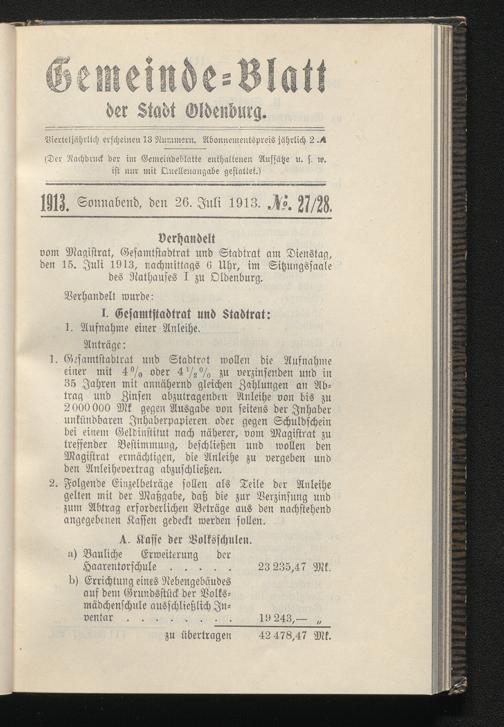 Gemeinde=Blatt
der Stadt Oldenburg.
Vierteljährlich erscheinen 13 Nummern. Abonnementspreis jährlich 2 ℳ
(Der Nachdruck der im Gemeindeblatte enthaltenen Aufsätze u. s. w.
ist nur mit Quellenangabe gestattet.)
1913. Sonnabend, den 26. Juli 1913. №. 27/28.
Verhandelt
vom Magistrat, Gesamtstadtrat und Stadtrat am Dienstag,
den 15. Juli 1913, nachmittags 6 Uhr, im Sitzungssaale
des Rathauses I zu Oldenburg.
Verhandelt wurde:
I. Gesamtstadtrat und Stadtrat:
1. Aufnahme einer Anleihe.
Anträge:
1. Gesamtstadtrat und Stadtrat wollen die Aufnahme
einer mit 4 % oder 4 1/2 % zu verzinsenden und in
35 Jahren mit annähernd gleichen Zahlungen an Ab-
trag und Zinsen abzutragenden Anleihe von bis zu
2 000 000 Mk gegen Ausgabe von seitens der Inhaber
unkündbaren Inhaberpapieren oder gegen Schuldschein
bei einem Geldinstitut nach näherer, vom Magistrat zu
treffender Bestimmung, beschließen und wollen den
Magistrat ermächtigen, die Anleihe zu vergeben und
den Anleihevertrag abzuschließen.
2. Folgende Einzelbeträge sollen als Teile der Anleihe
gelten mit der Maßgabe, daß die zur Verzinsung und
zum Abtrag erforderlichen Beträge aus den nachstehend
angegebenen Kassen gedeckt werden sollen.
A. Kasse der Volksschulen.
a) Bauliche Erweiterung der
Haarentorschule . . . . . 23 235,47 Mk.
b) Errichtung eines Nebengebäudes
auf dem Grundstück der Volks-
mädchenschule ausschließlich In-
ventar . . . . . . . 19 243,— „
zu übertragen 42 478,47 Mk.